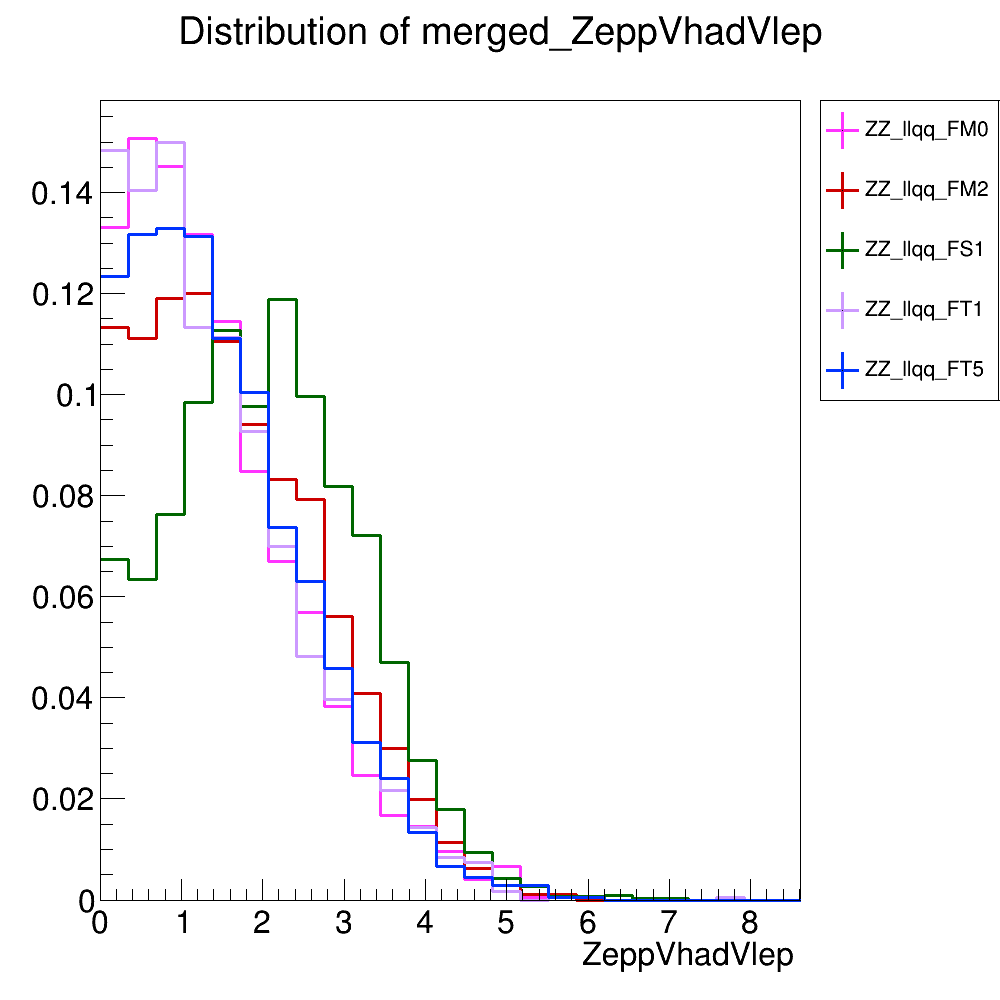 Distribution of merged_ZeppVhadVlep
ZZ_llqq_FM0
ZZ_llqq_FM2
ZZ_llqq_FS1
ZZ_llqq_FT1
ZZ_llqq_FT5
0.14
0.12
0.1
0.08
0.06
0.04
0.02
0
0 1 2 3 4 5 6 7 8
ZeppVhadVlep